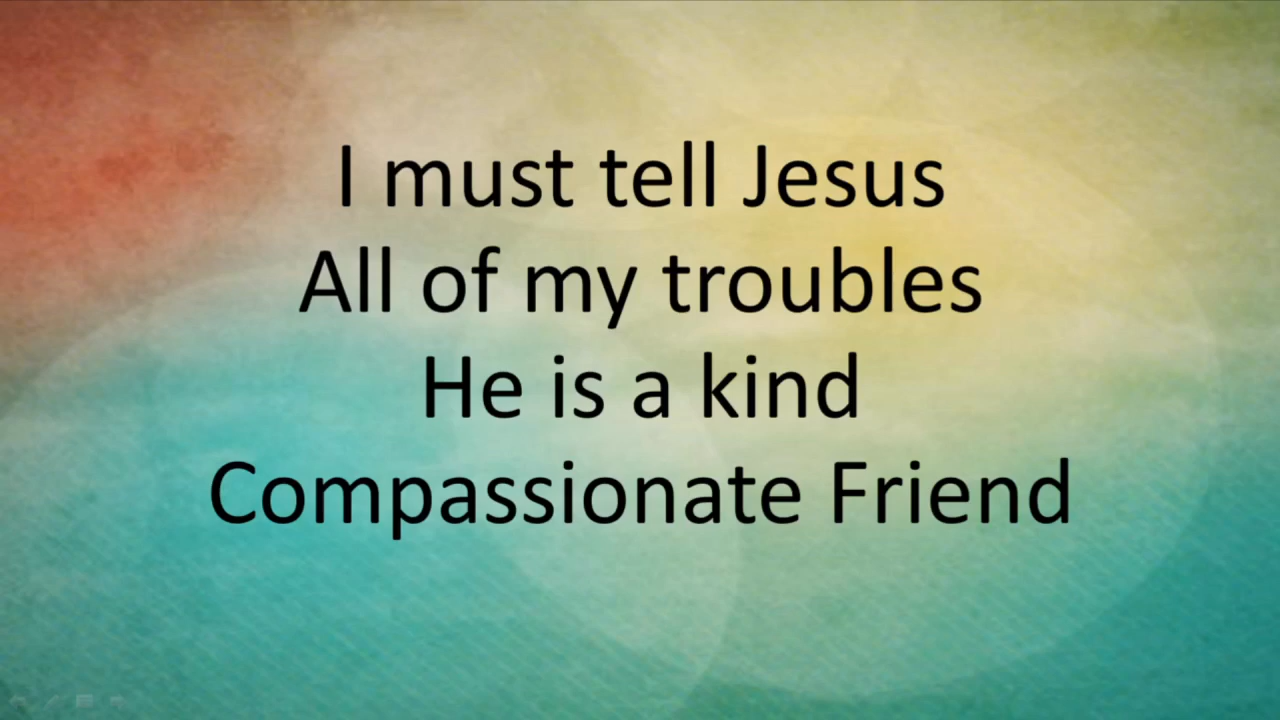 I must tell Jesus
All of my troubles
He is a kind
Compassionate Friend